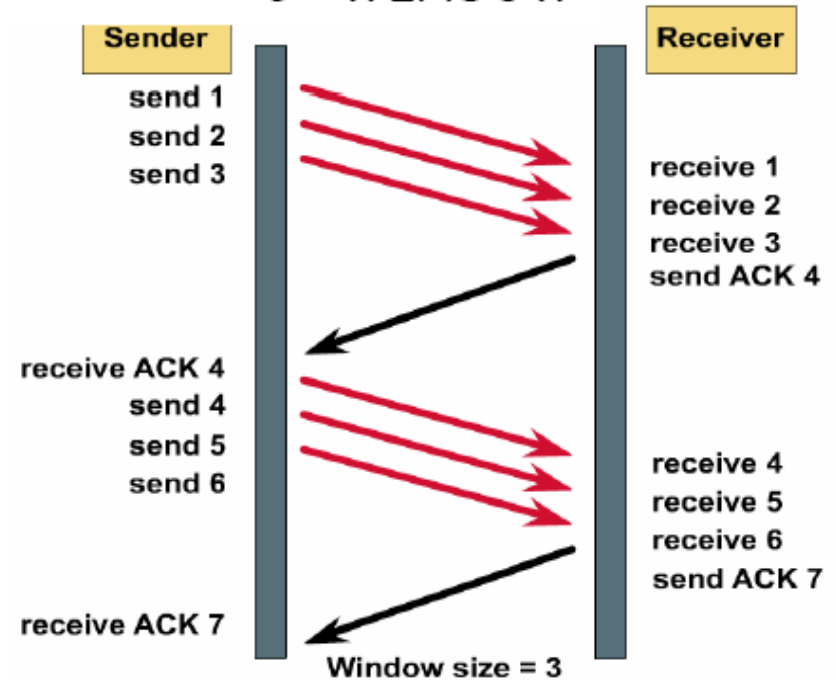 Sender
Receiver
send 1
send 2
send 3
receive 1
receive 2
receive 3
send ACK 4
receive ACK 4
send 4
send 5
send 6
receive 4
receive 5
receive 6
send ACK 7
receive ACK 7
Window size = 3